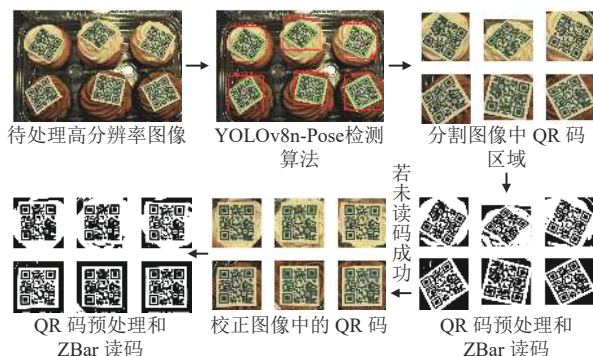 待处理高分辨率图像
YOLOv8n-Pose检测
算法
分割图像中 QR 码
区域
若未读码成功
QR 码预处理和
ZBar 读码
校正图像中的 QR 码
QR 码预处理和
ZBar 读码